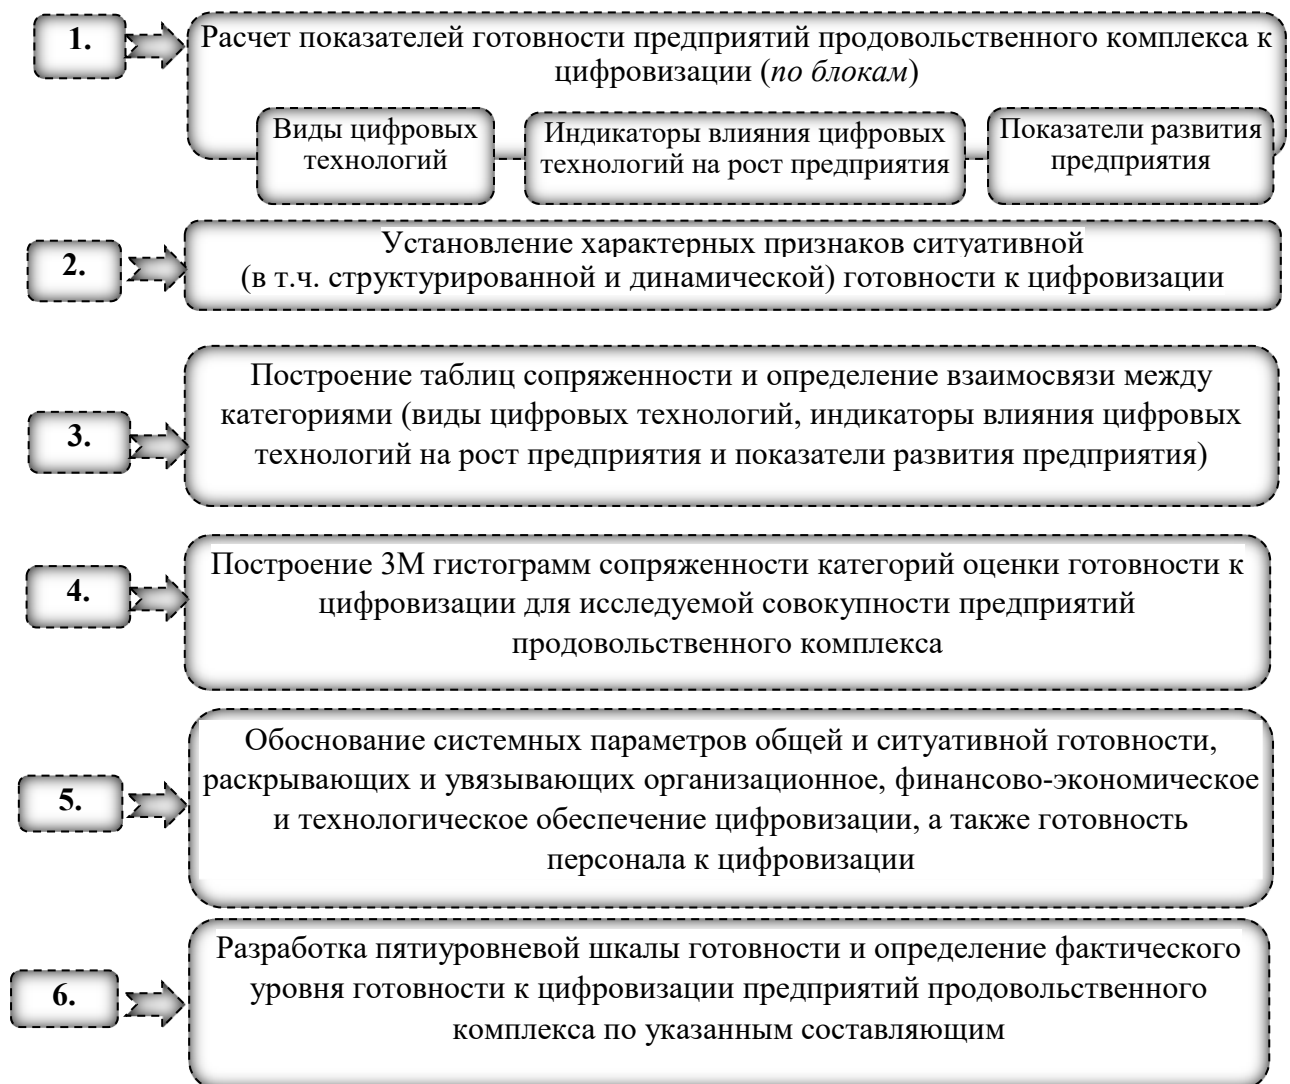 1.
Расчет показателей готовности предприятий продовольственного комплекса к
цифровизации (по блокам)
Виды цифровых
технологий
Индикаторы влияния цифровых
технологий на рост предприятия
Показатели развития
предприятия
2.
Установление характерных признаков ситуативной
(в т.ч. структурированной и динамической) готовности к цифровизации
3.
Построение таблиц сопряженности и определение взаимосвязи между
категориями (виды цифровых технологий, индикаторы влияния цифровых
технологий на рост предприятия и показатели развития предприятия)
4.
Построение 3М гистограмм сопряженности категорий оценки готовности к
цифровизации для исследуемой совокупности предприятий
продовольственного комплекса
5.
Обоснование системных параметров общей и ситуативной готовности,
раскрывающих и увязывающих организационное, финансово-экономическое
и технологическое обеспечение цифровизации, а также готовность
персонала к цифровизации
6.
Разработка пятиуровневой шкалы готовности и определение фактического
уровня готовности к цифровизации предприятий продовольственного
комплекса по указанным составляющим